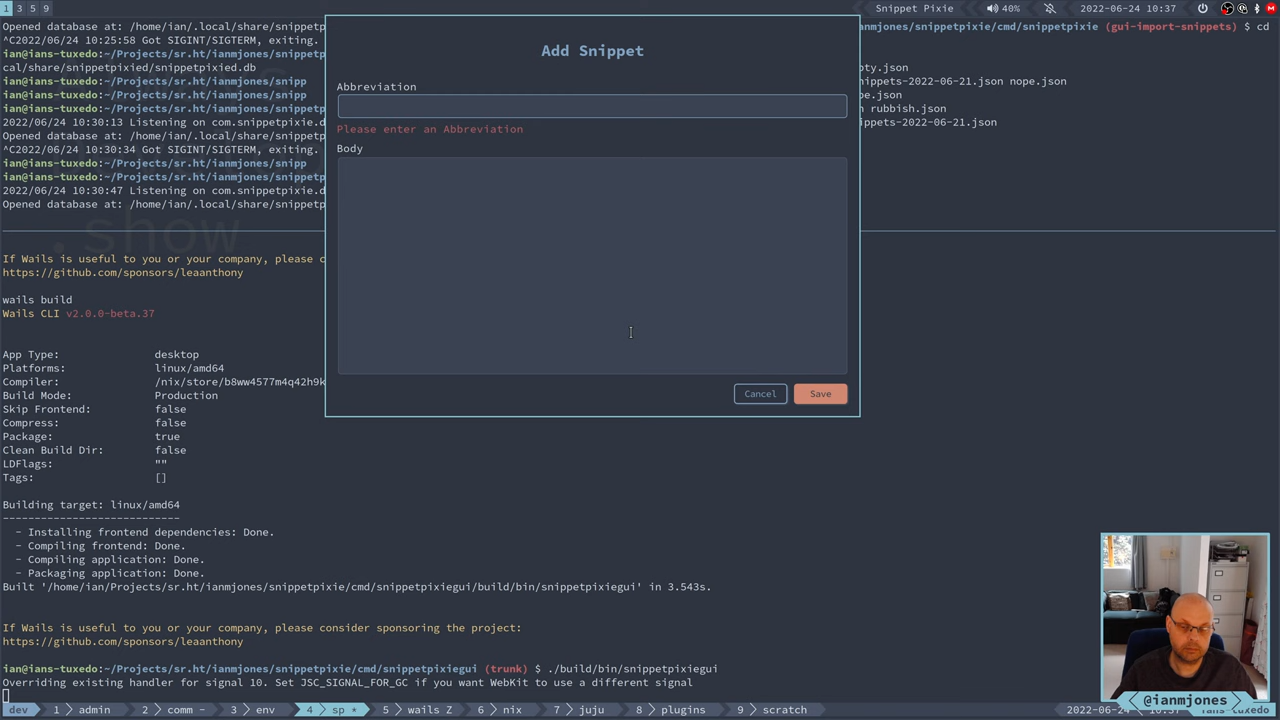 1 3 5 9
Snippet Pixie 40% 2022-06-24 10:37
Opened database at: /home/ian/.local/share/snippetp
^C2022/06/24 10:25:58 Got SIGINT/SIGTERM, exiting.
ian@ians-tuxedo:~/Projects/sr.ht/ianmjones/snippetp
cal/share/snippetpixied/snippetpixied.db
ian@ians-tuxedo:~/Projects/sr.ht/ianmjones/snipp
ian@ians-tuxedo:~/Projects/sr.ht/ianmjones/snipp
ian@ians-tuxedo:~/Projects/sr.ht/ianmjones/snippetp
2022/06/24 10:30:13 Listening on com.snippetpixie.d
Opened database at: /home/ian/.local/share/snippetp
^C2022/06/24 10:30:34 Got SIGINT/SIGTERM, exiting.
ian@ians-tuxedo:~/Projects/sr.ht/ianmjones/snipp
ian@ians-tuxedo:~/Projects/sr.ht/ianmjones/snipp
2022/06/24 10:30:47 Listening on com.snippetpixie.d
Opened database at: /home/ian/.local/share/snippetp
.show
mjones/snippetpixie/cmd/snippetpixie (gui-import-snippets) $ cd
pty.json
ippets-2022-06-21.json nope.json
pe.json
n rubbish.json
ippets-2022-06-21.json
Add Snippet
Abbreviation
Please enter an Abbreviation
Body
Cancel Save
If Wails is useful to you or your company, please c
https://github.com/sponsors/leaanthony
wails build
Wails CLI v2.0.0-beta.37
App Type: desktop
Platforms: linux/amd64
Compiler: /nix/store/b8ww4577m4q42h9k
Build Mode: Production
Skip Frontend: false
Compress: false
Package: true
Clean Build Dir: false
LDFlags: ""
Tags: []
Building target: linux/amd64
----------------------------
- Installing frontend dependencies: Done.
- Compiling frontend: Done.
- Compiling application: Done.
- Packaging application: Done.
Built '/home/ian/Projects/sr.ht/ianmjones/snippetpixie/cmd/snippetpixiegui/build/bin/snippetpixiegui' in 3.543s.
If Wails is useful to you or your company, please consider sponsoring the project:
https://github.com/sponsors/leaanthony
ian@ians-tuxedo:~/Projects/sr.ht/ianmjones/snippetpixie/cmd/snippetpixiegui (trunk) $ ./build/bin/snippetpixiegui
Overriding existing handler for signal 10. Set JSC_SIGNAL_FOR_GC if you want WebKit to use a different signal
@ianmjones
dev 1 admin 2 comm - 3 env 4 sp * 5 wails Z 6 nix 7 juju 8 plugins 9 scratch 2022-06-24